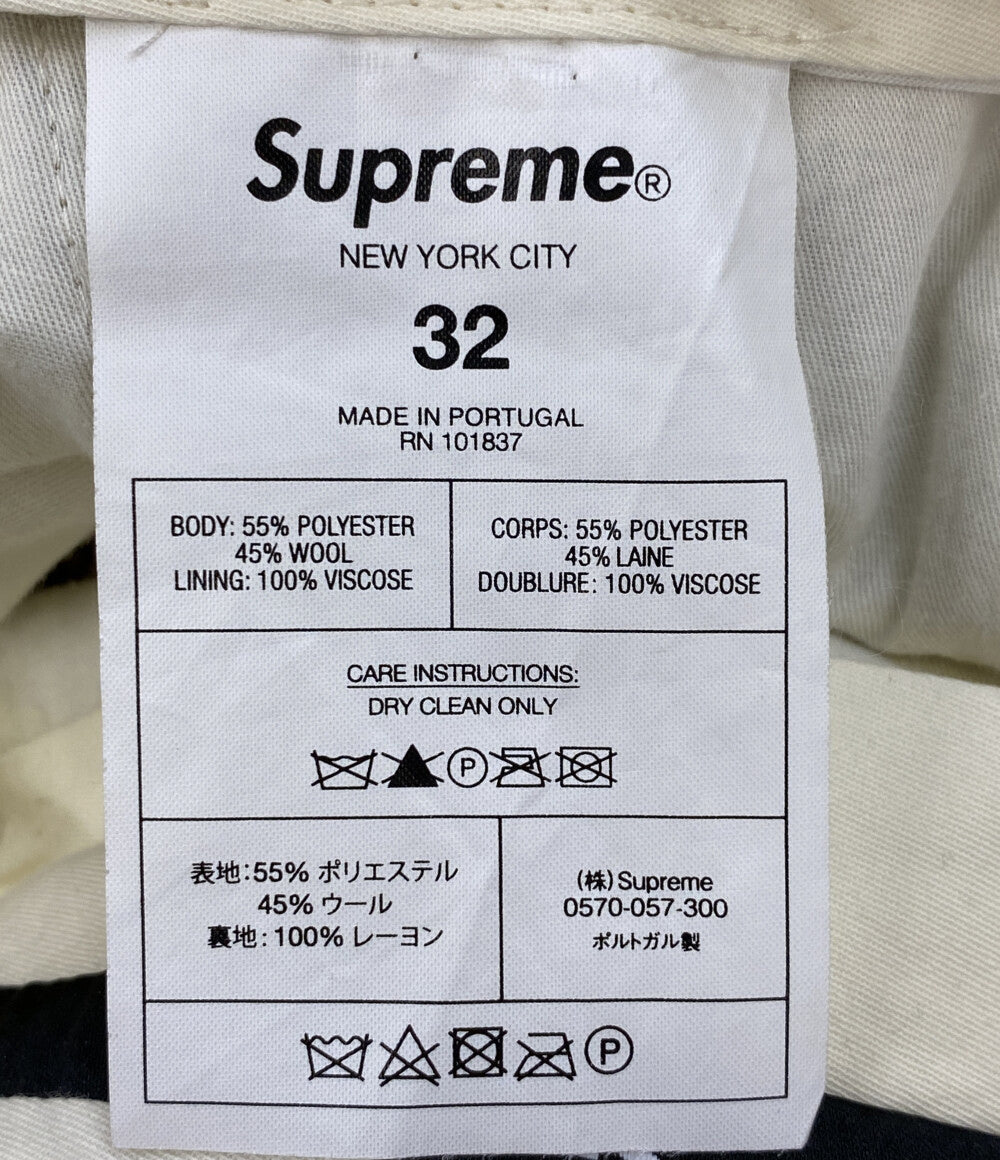 Supreme®
NEW YORK CITY
32
MADE IN PORTUGAL
RN 101837
BODY: 55% POLYESTER
45% WOOL
LINING: 100% VISCOSE
CORPS: 55% POLYESTER
45% LAINE
DOUBLURE: 100% VISCOSE
CARE INSTRUCTIONS:
DRY CLEAN ONLY
P
表地:55% ポリエステル
45% ウール
裏地:100% レーヨン
(株)Supreme
0570-057-300
ポルトガル製
P